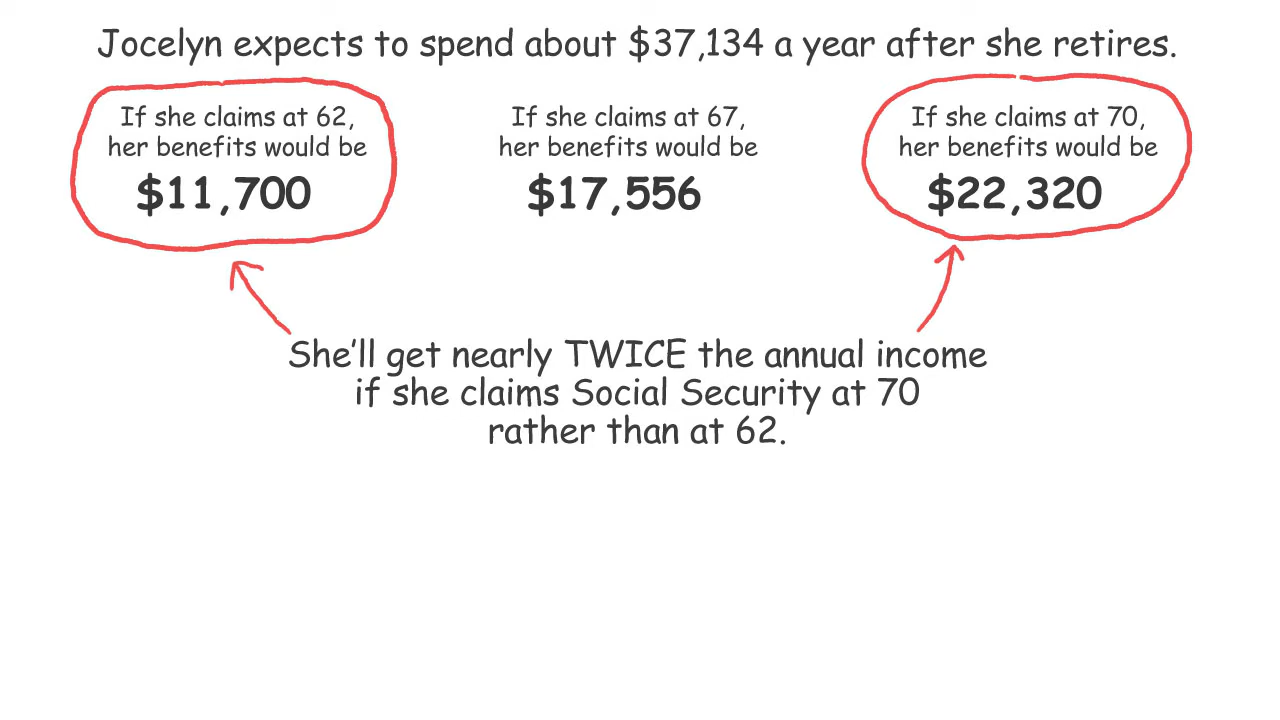 Jocelyn expects to spend about $37,134 a year after she retires.
If she claims at 62,
her benefits would be
$11,700
If she claims at 67,
her benefits would be
$17,556
If she claims at 70,
her benefits would be
$22,320
She'll get nearly TWICE the annual income
if she claims Social Security at 70
rather than at 62.